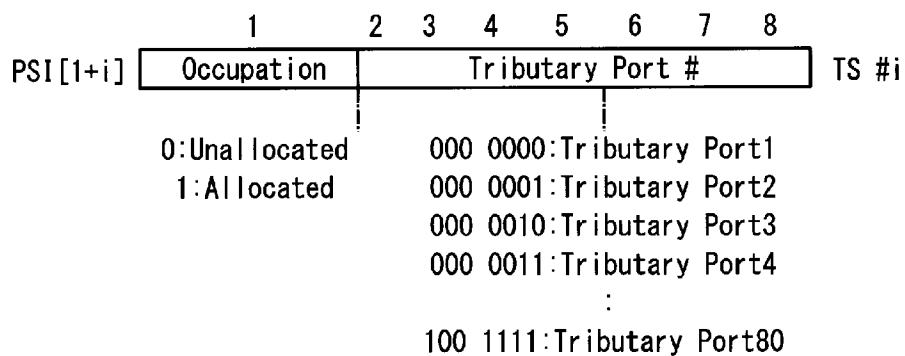 1 2 3 4 5 6 7 8
PSI[1+i] Occupation Tributary Port # TS #i
0:Unallocated 000 0000:Tributary Port1
1:Allocated 000 0001:Tributary Port2
000 0010:Tributary Port3
000 0011:Tributary Port4
:
100 1111:Tributary Port80